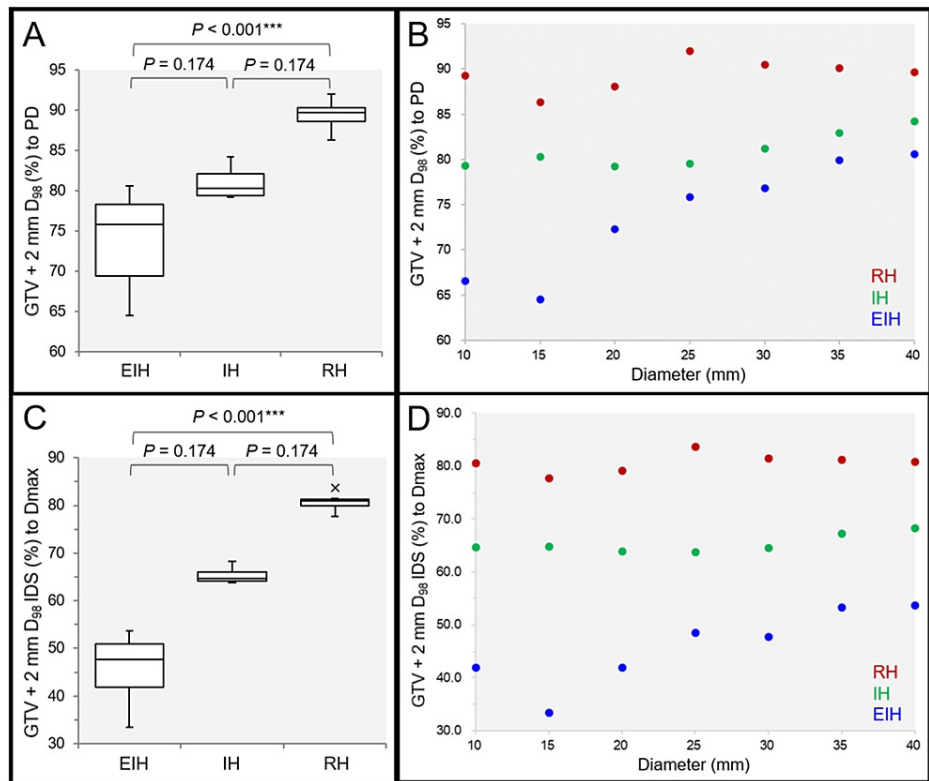 A
P < 0.001***
P = 0.174 P = 0.174
95
90
85
80
75
70
65
60
GTV + 2 mm D98 (%) to PD
EIH IH RH
B
95
90
85
80
75
70
65
60
GTV + 2 mm D98 (%) to PD
RH
IH
EIH
10 15 20 25 30 35 40
Diameter (mm)
C
P < 0.001***
P = 0.174 P = 0.174
90
80
70
60
50
40
30
GTV + 2 mm D98 IDS (%) to Dmax
EIH IH RH
D
90.0
80.0
70.0
60.0
50.0
40.0
30.0
GTV + 2 mm D98 IDS (%) to Dmax
RH
IH
EIH
10 15 20 25 30 35 40
Diameter (mm)